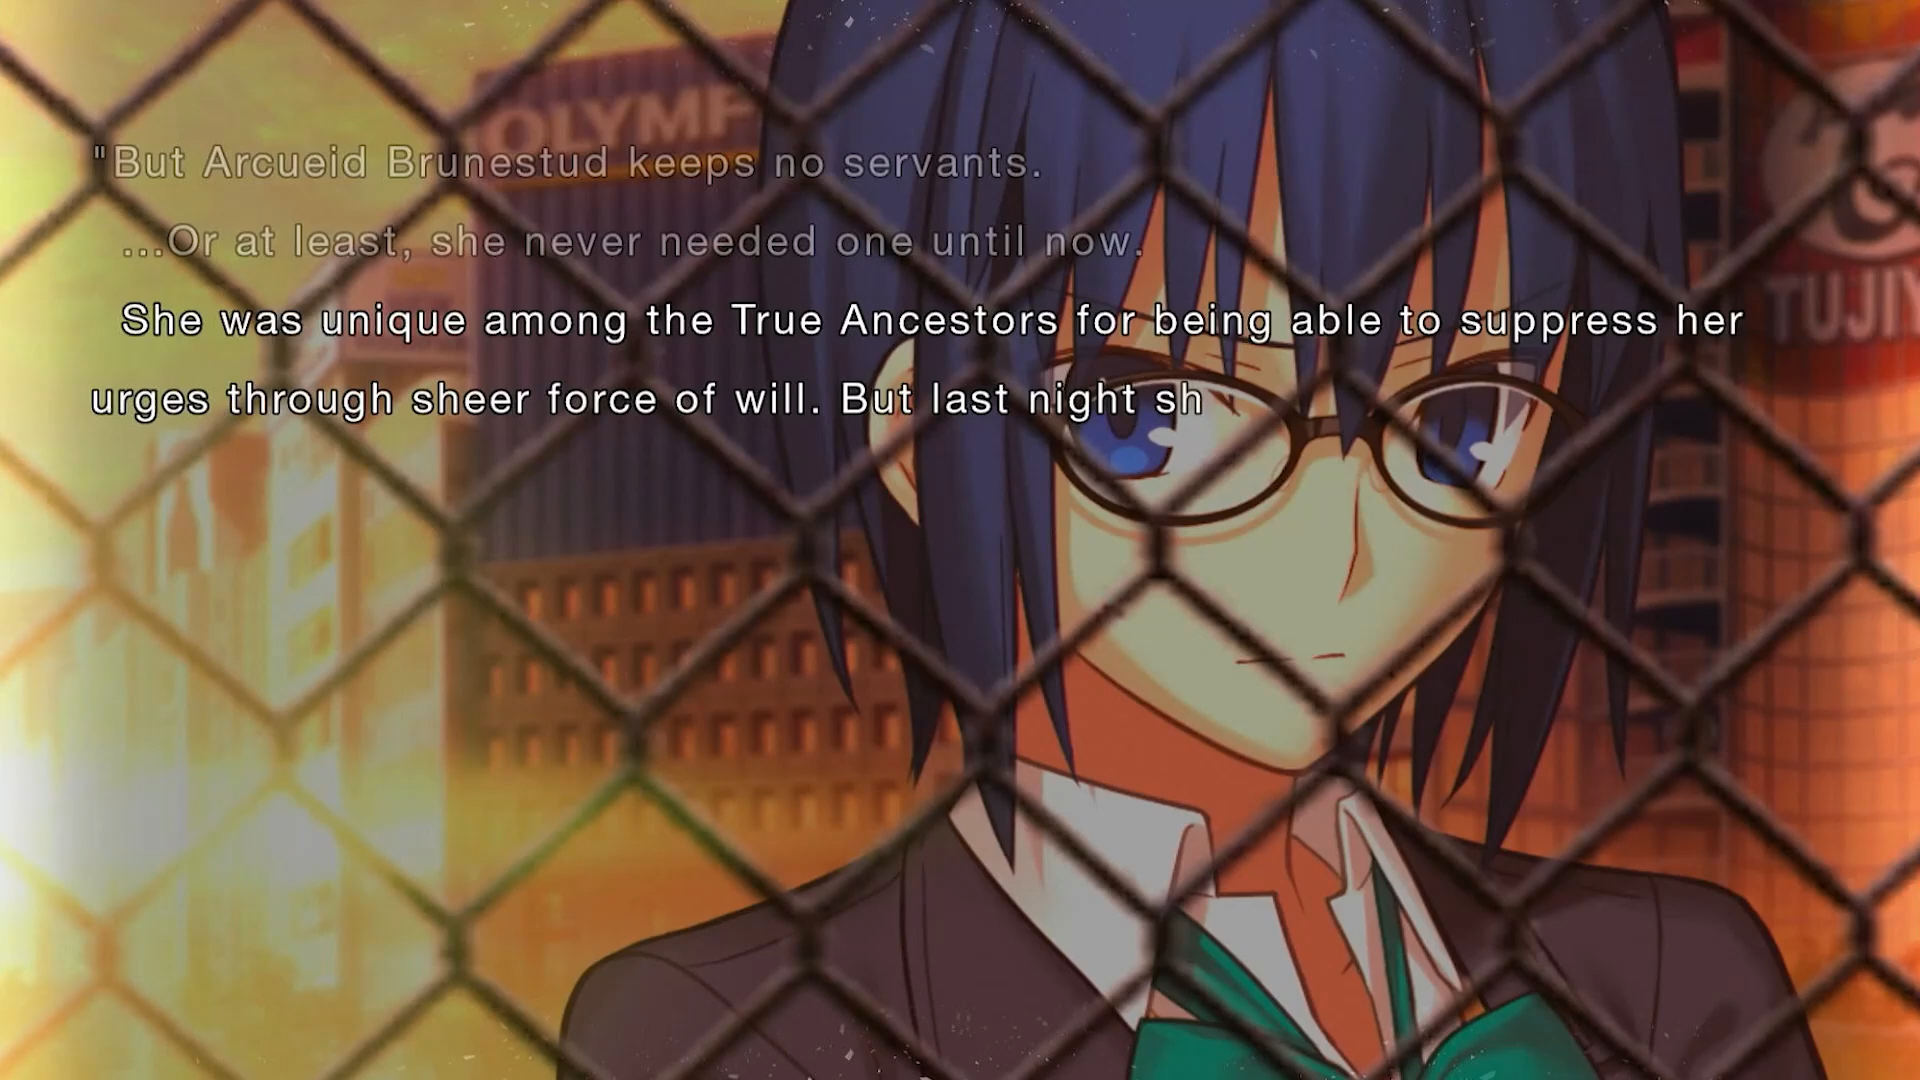 OLYMP
"But Arcueid Brunestud keeps no servants.
...Or at least, she never needed one until now.
She was unique among the True Ancestors for being able to suppress her
urges through sheer force of will. But last night sh
TUJIY